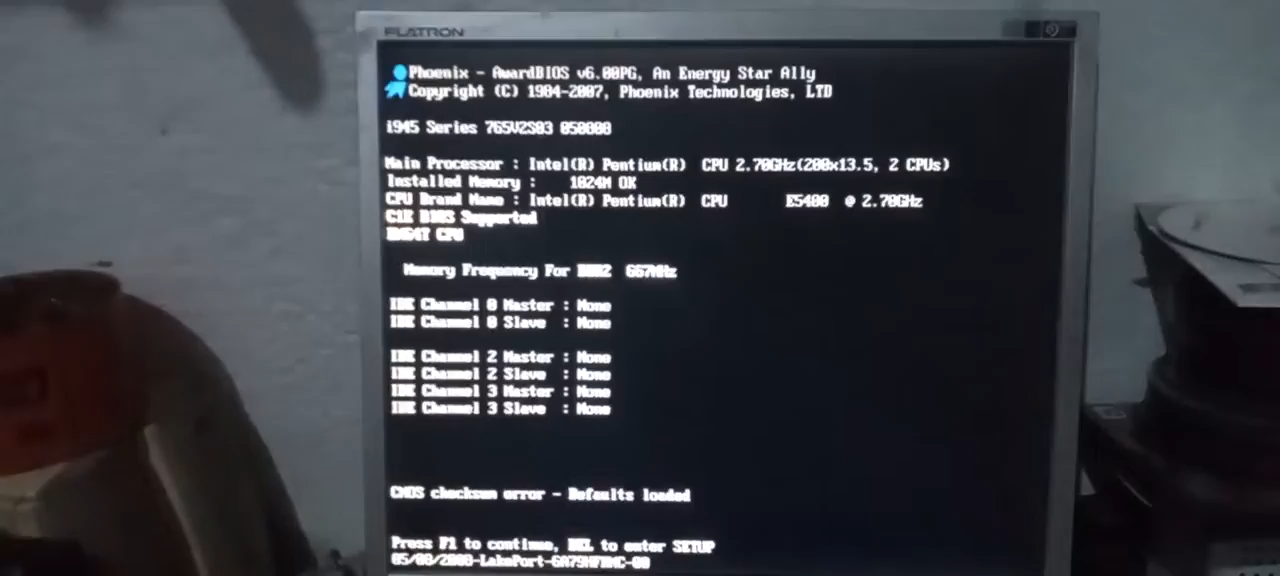 FLATRON
Phoenix - AwardBIOS v6.00PG, An Energy Star Ally
Copyright (C) 1984-2007, Phoenix Technologies, LTD
i945 Series 765V2S03 050800
Main Processor : Intel(R) Pentium(R) CPU 2.70GHz(200x13.5, 2 CPUs)
Installed Memory : 1024M OK
CPU Brand Name : Intel(R) Pentium(R) CPU E5400 @ 2.70GHz
C1E BIOS Supported
EM64T CPU
Memory Frequency For DDR2 667MHz
IDE Channel 0 Master : None
IDE Channel 0 Slave : None
IDE Channel 2 Master : None
IDE Channel 2 Slave : None
IDE Channel 3 Master : None
IDE Channel 3 Slave : None
CMOS checksum error - Defaults loaded
Press F1 to continue, DEL to enter SETUP